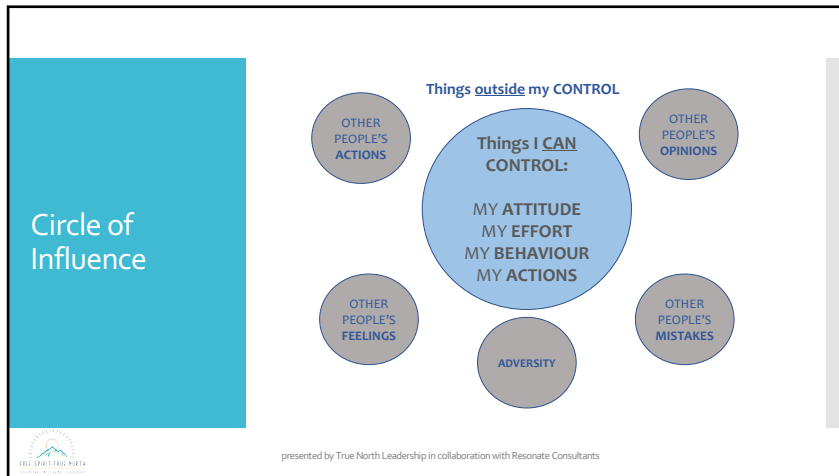 Circle of
Influence
Things outside my CONTROL
OTHER
PEOPLE'S
ACTIONS
OTHER
PEOPLE'S
OPINIONS
Things I CAN
CONTROL:
MY ATTITUDE
MY EFFORT
MY BEHAVIOUR
MY ACTIONS
OTHER
PEOPLE'S
FEELINGS
OTHER
PEOPLE'S
MISTAKES
ADVERSITY
FREE SPIRIT-TRUE NORTH
presented by True North Leadership in collaboration with Resonate Consultants